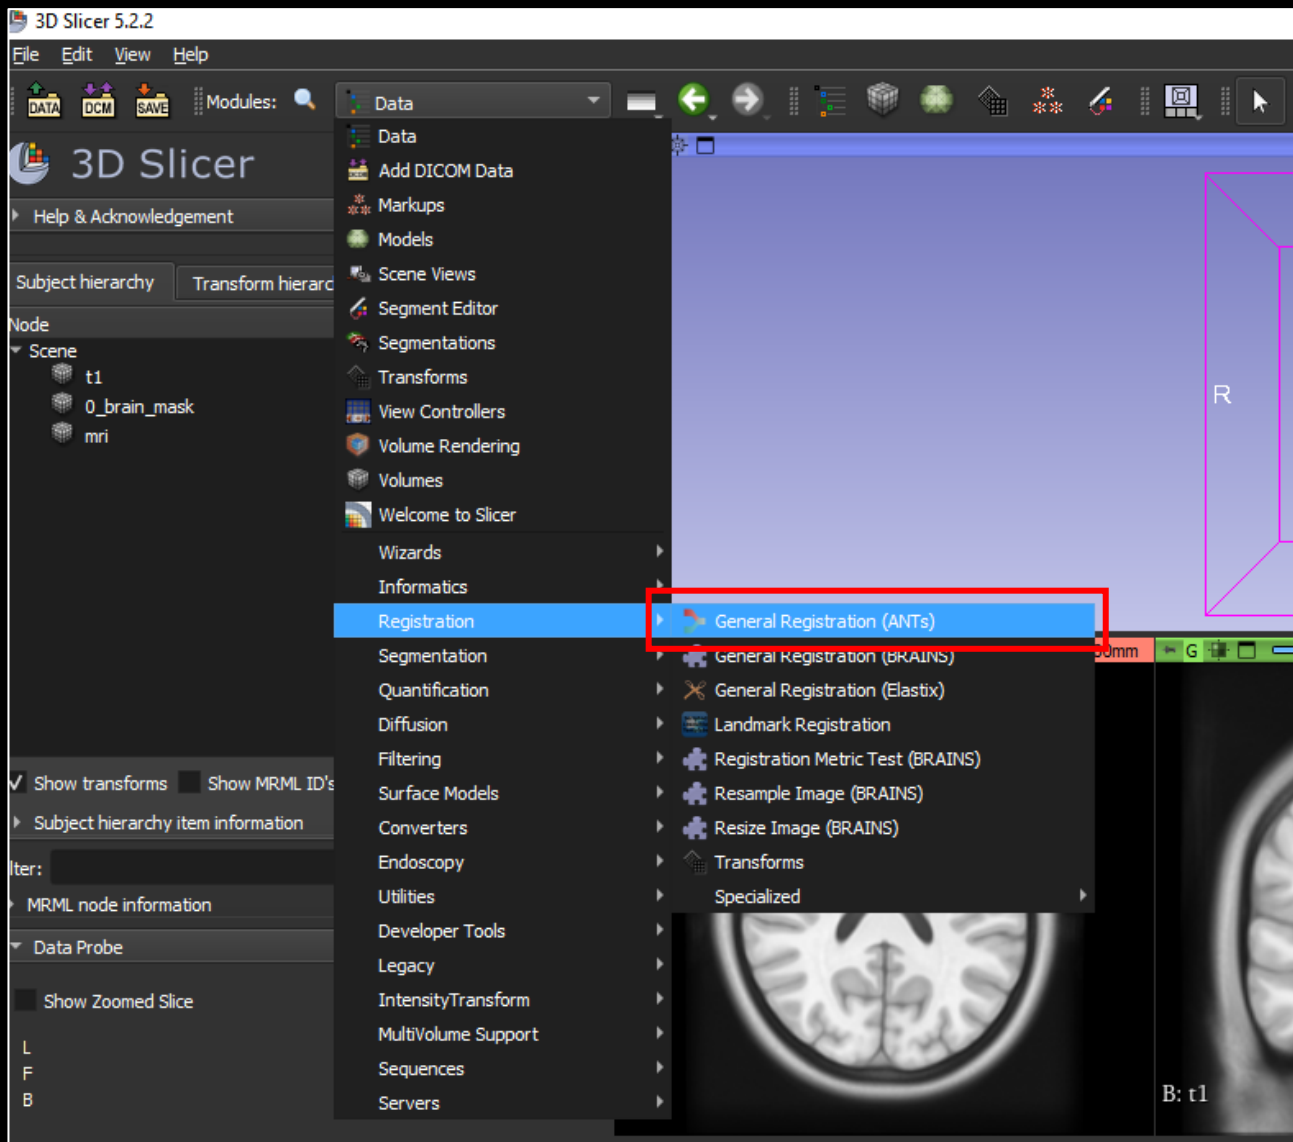 3D Slicer 5.2.2
File Edit View Help
DATA DCM SAVE Modules: Data
3D Slicer
Help & Acknowledgement
Subject hierarchy Transform hierarc
Node
Scene
t1
0_brain_mask
mri
Show transforms Show MRML ID's
Subject hierarchy item information
lter:
MRML node information
Data Probe
Show Zoomed Slice
L
F
B
Data
Add DICOM Data
Markups
Models
Scene Views
Segment Editor
Segmentations
Transforms
View Controllers
Volume Rendering
Volumes
Welcome to Slicer
Wizards
Informatics
Registration
Segmentation
Quantification
Diffusion
Filtering
Surface Models
Converters
Endoscopy
Utilities
Developer Tools
Legacy
IntensityTransform
MultiVolume Support
Sequences
Servers
General Registration (ANTs)
General Registration (BRAINS)
General Registration (Elastix)
Landmark Registration
Registration Metric Test (BRAINS)
Resample Image (BRAINS)
Resize Image (BRAINS)
Transforms
Specialized
R
G
B: t1